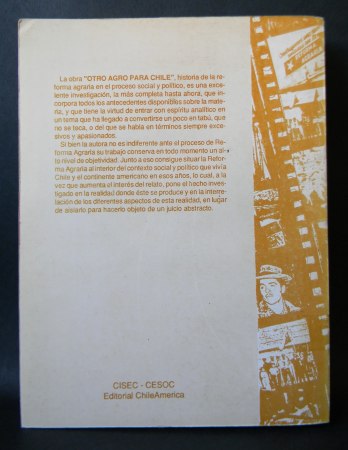 La obra "OTRO AGRO PARA CHILE", historia de la re-
forma agraria en el proceso social y político, es una exce-
lente investigación, la más completa hasta ahora, que in-
corpora todos los antecedentes disponibles sobre la mate-
ria, y que tiene la virtud de entrar con espíritu analítico en
un tema que ha llegado a convertirse un poco en tabú, que
no se toca, o del que se habla en términos siempre exce-
sivos y apasionados.
Si bien la autora no es indiferente ante el proceso de Re-
forma Agraria su trabajo conserva en todo momento un al-
to nivel de objetividad. Junto a eso consigue situar la Reforma
Agraria al interior del contexto social y político que vivía
Chile y el continente americano en esos años, lo cual, a la
vez que aumenta el interés del relato, pone el hecho inves-
tigado en la realidad donde éste se produce y en la interre-
lación de los diferentes aspectos de esta realidad, en lugar
de aislarlo para hacerlo objeto de un juicio abstracto.
CISEC - CESOC
Editorial ChileAmerica